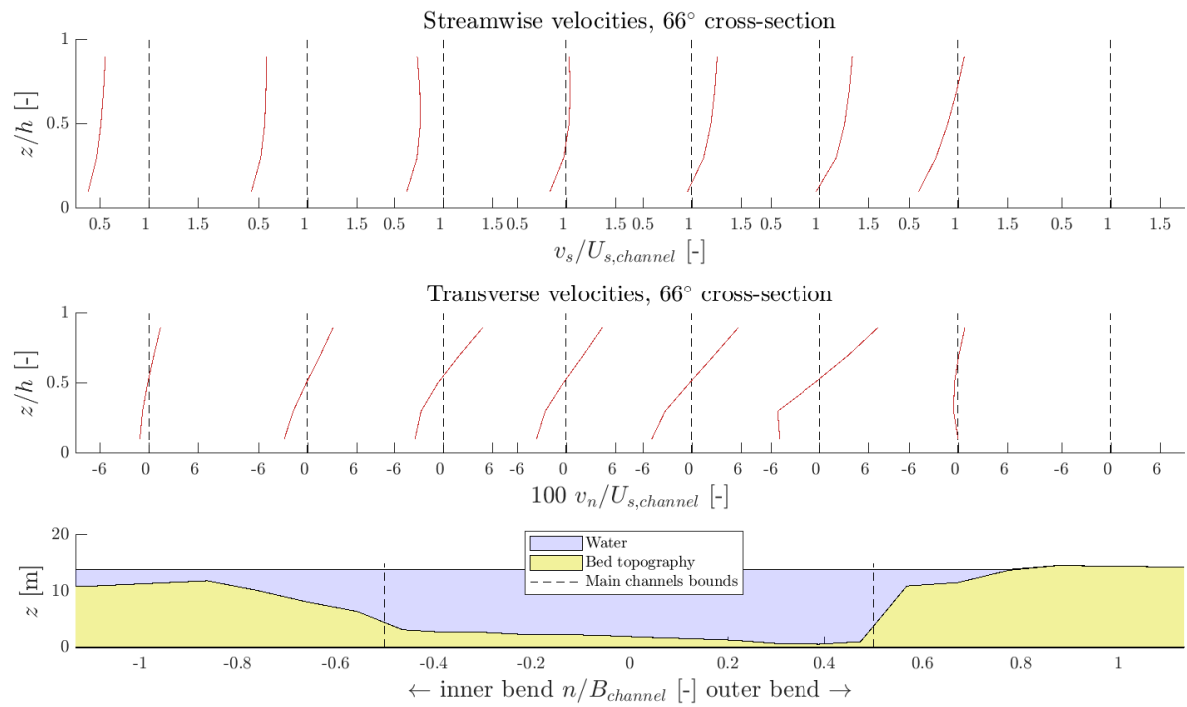 Streamwise velocities, 66° cross-section
1
0.5
0
z/h [-]
0.5 1 1.5 0.5 1 1.5 0.5 1 1.5 0.5 1 1.5 0.5 1 1.5 0.5 1 1.5 0.5 1 1.5 0.5 1 1.5
v_s/U_{s,channel} [-]
Transverse velocities, 66° cross-section
1
0.5
0
z/h [-]
-6 0 6 -6 0 6 -6 0 6 -6 0 6 -6 0 6 -6 0 6 -6 0 6 -6 0 6
100 v_n/U_{s,channel} [-]
20
10
0
z [m]
Water
Bed topography
Main channels bounds
-1 -0.8 -0.6 -0.4 -0.2 0 0.2 0.4 0.6 0.8 1
← inner bend n/B_{channel} [-] outer bend →